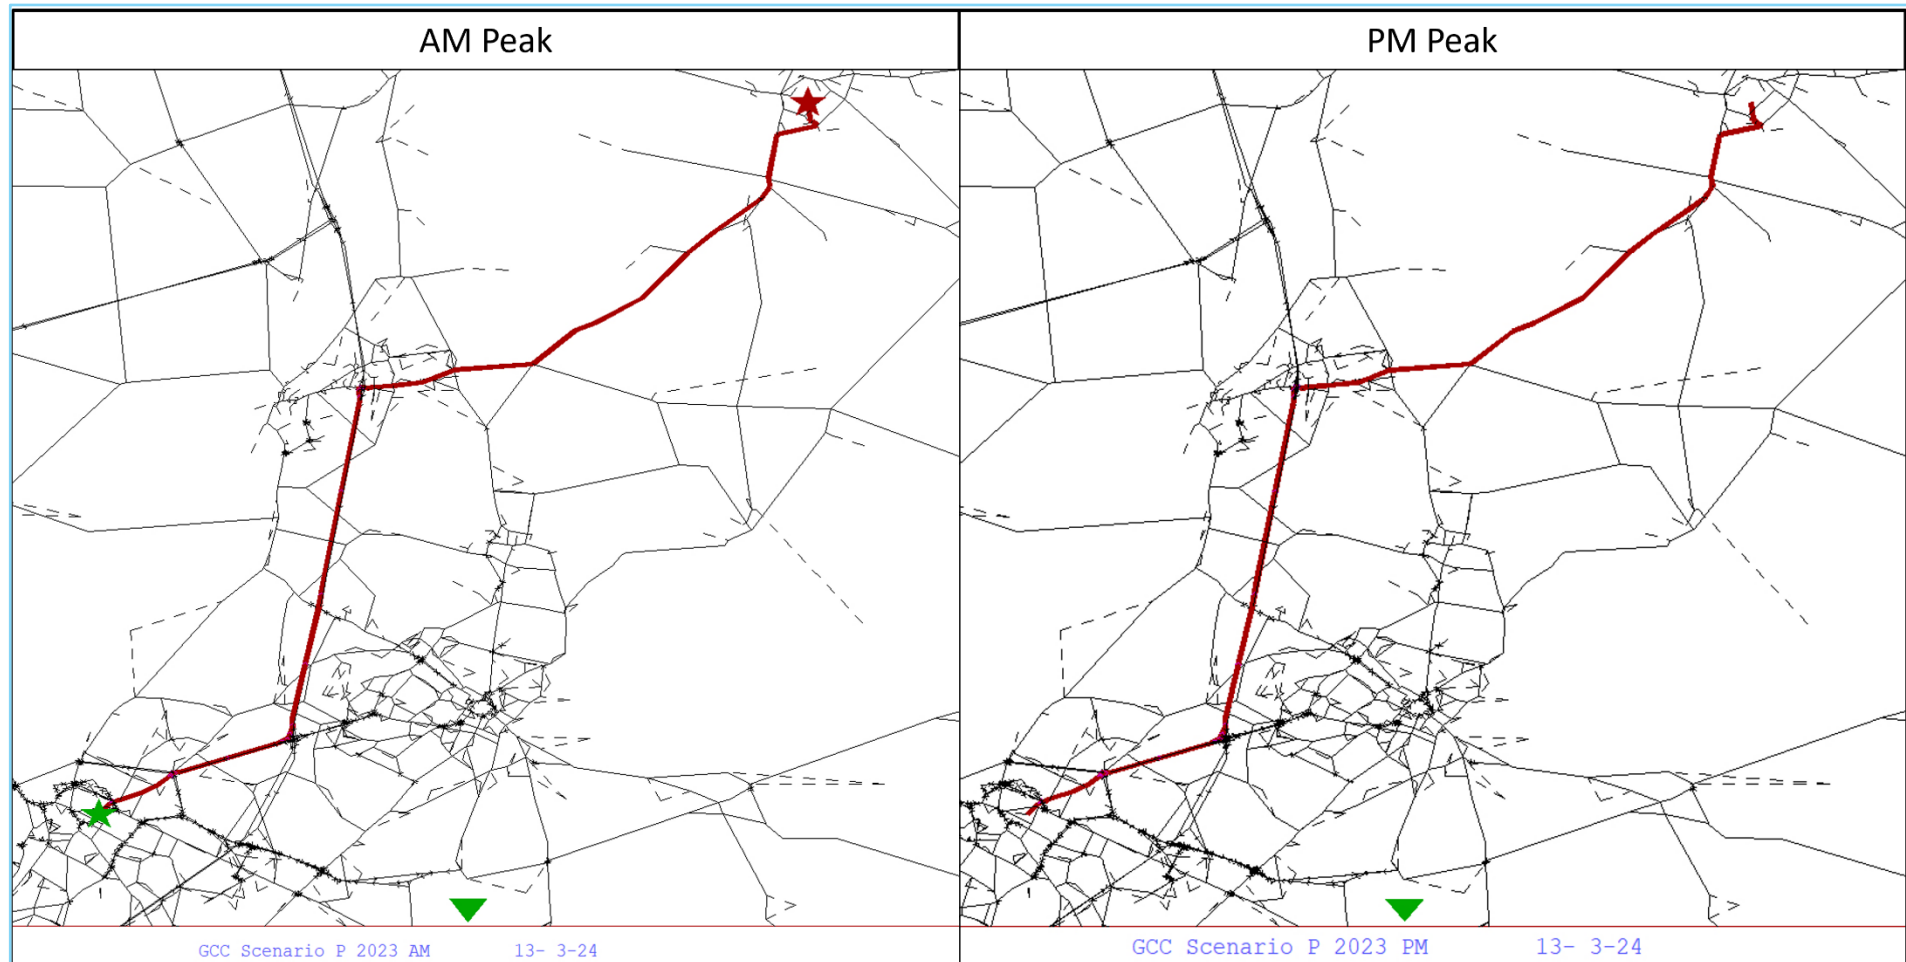 AM Peak
PM Peak
GCC Scenario P 2023 AM 13- 3-24
GCC Scenario P 2023 PM 13- 3-24